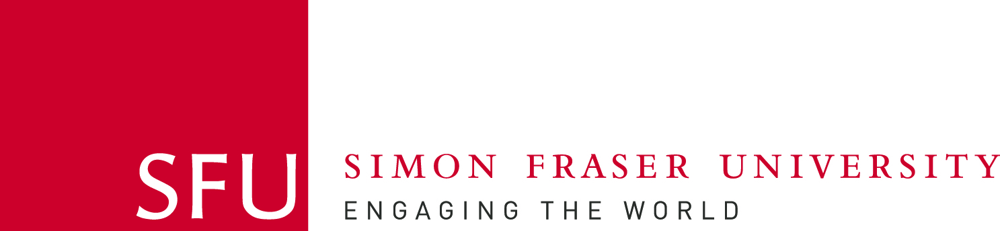 SFU
SIMON FRASER UNIVERSITY
ENGAGING THE WORLD